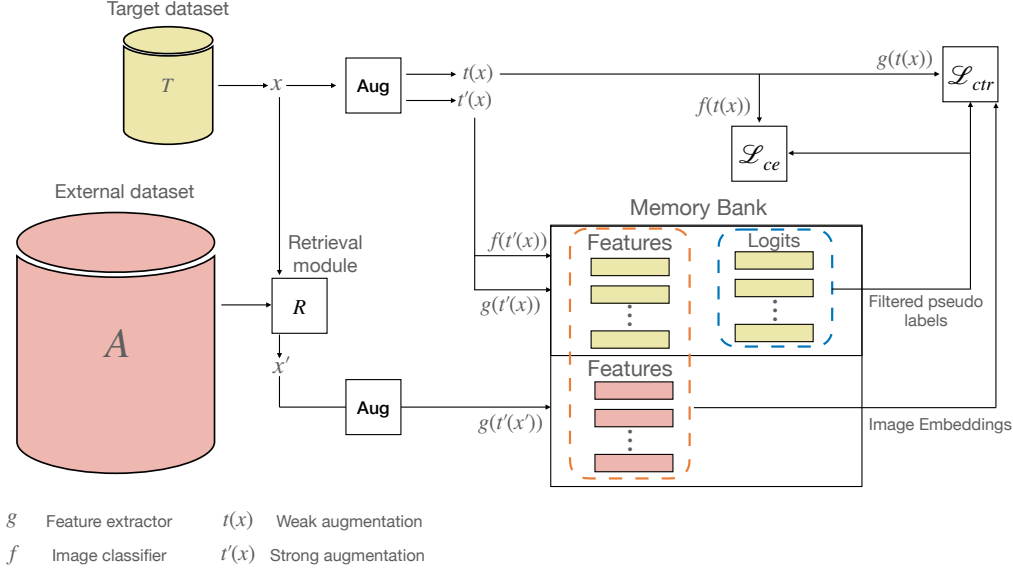 Target dataset
T
x
Aug
t(x)
t′(x)
g(t(x))
ℒctr
f(t(x))
ℒce
External dataset
A
Retrieval
module
R
x′
Aug
Memory Bank
f(t′(x))
g(t′(x))
g(t′(x′))
Features
Logits
Features
Filtered pseudo
labels
Image Embeddings
g Feature extractor t(x) Weak augmentation
f Image classifier t′(x) Strong augmentation